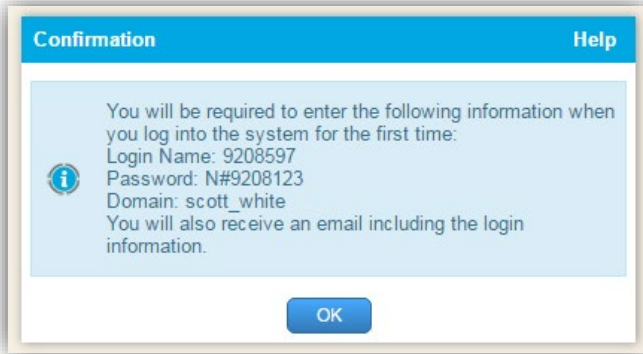 Confirmation Help
You will be required to enter the following information when
you log into the system for the first time:
Login Name: 9208597
Password: N#9208123
Domain: scott_white
You will also receive an email including the login
information.
OK